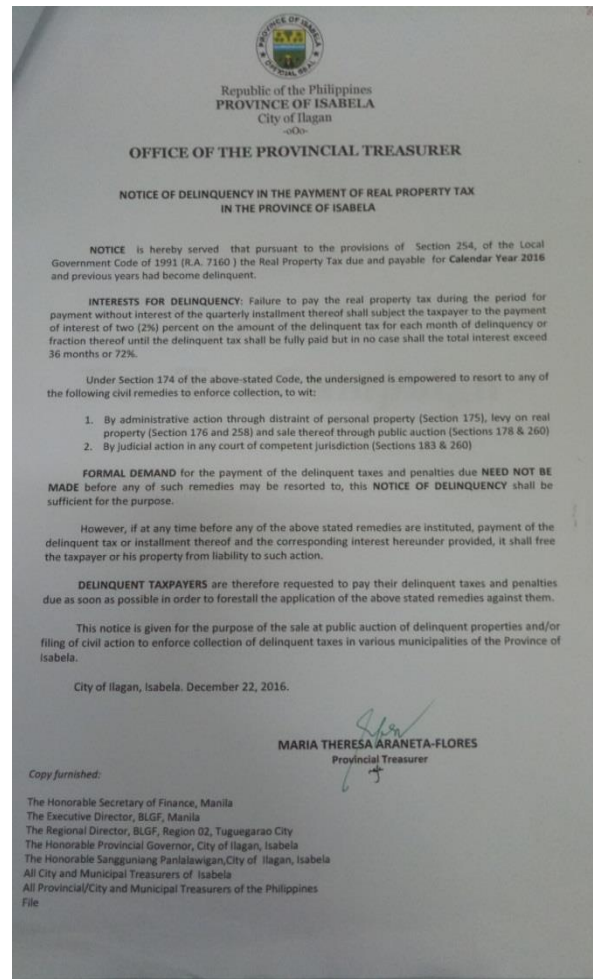 PROVINCE OF ISABELA
OFFICIAL SEAL
Republic of the Philippines
PROVINCE OF ISABELA
City of Ilagan
-oOo-
OFFICE OF THE PROVINCIAL TREASURER
NOTICE OF DELINQUENCY IN THE PAYMENT OF REAL PROPERTY TAX
IN THE PROVINCE OF ISABELA
NOTICE is hereby served that pursuant to the provisions of Section 254, of the Local
Government Code of 1991 (R.A. 7160 ) the Real Property Tax due and payable for Calendar Year 2016
and previous years had become delinquent.
INTERESTS FOR DELINQUENCY: Failure to pay the real property tax during the period for
payment without interest of the quarterly installment thereof shall subject the taxpayer to the payment
of interest of two (2%) percent on the amount of the delinquent tax for each month of delinquency or
fraction thereof until the delinquent tax shall be fully paid but in no case shall the total interest exceed
36 months or 72%.
Under Section 174 of the above-stated Code, the undersigned is empowered to resort to any of
the following civil remedies to enforce collection, to wit:
1. By administrative action through distraint of personal property (Section 175), levy on real
property (Section 176 and 258) and sale thereof through public auction (Sections 178 & 260)
2. By judicial action in any court of competent jurisdiction (Sections 183 & 260)
FORMAL DEMAND for the payment of the delinquent taxes and penalties due NEED NOT BE
MADE before any of such remedies may be resorted to, this NOTICE OF DELINQUENCY shall be
sufficient for the purpose.
However, if at any time before any of the above stated remedies are instituted, payment of the
delinquent tax or installment thereof and the corresponding interest hereunder provided, it shall free
the taxpayer or his property from liability to such action.
DELINQUENT TAXPAYERS are therefore requested to pay their delinquent taxes and penalties
due as soon as possible in order to forestall the application of the above stated remedies against them.
This notice is given for the purpose of the sale at public auction of delinquent properties and/or
filing of civil action to enforce collection of delinquent taxes in various municipalities of the Province of
Isabela.
City of Ilagan, Isabela. December 22, 2016.
MARIA THERESA ARANETA-FLORES
Provincial Treasurer
Copy furnished:
The Honorable Secretary of Finance, Manila
The Executive Director, BLGF, Manila
The Regional Director, BLGF, Region 02, Tuguegarao City
The Honorable Provincial Governor, City of Ilagan, Isabela
The Honorable Sangguniang Panlalawigan,City of Ilagan, Isabela
All City and Municipal Treasurers of Isabela
All Provincial/City and Municipal Treasurers of the Philippines
File